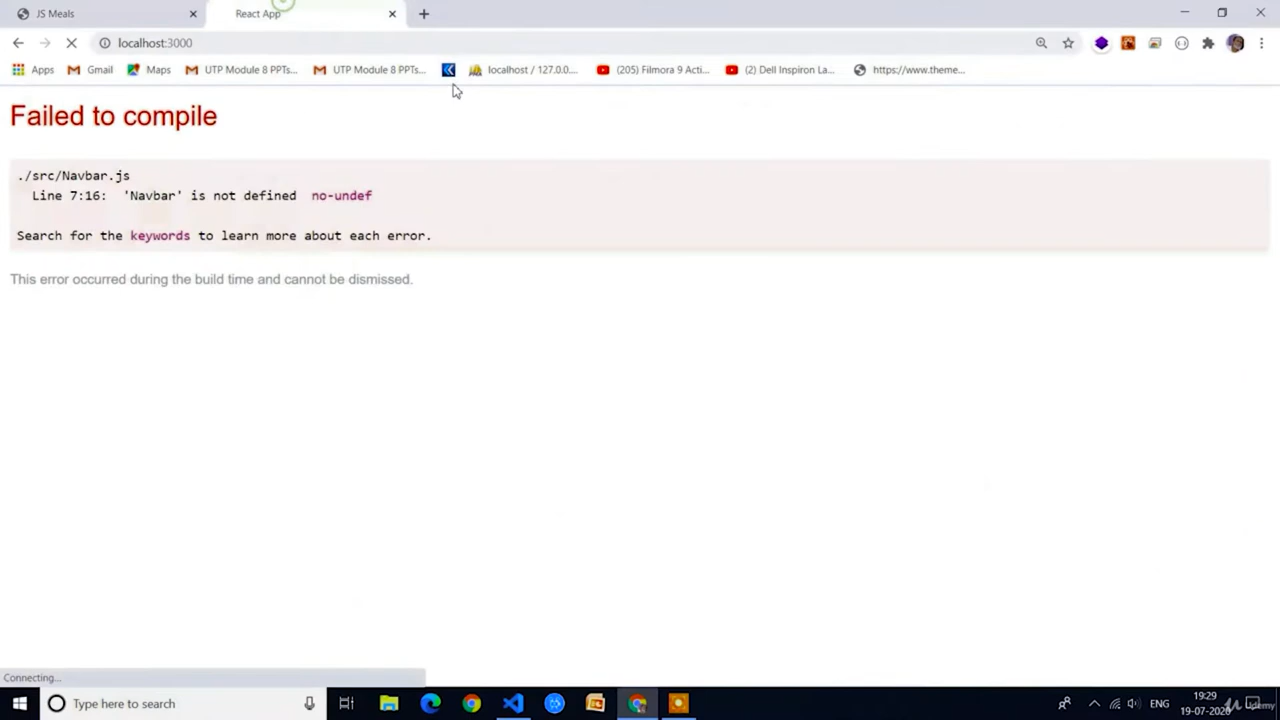 JS Meals
React App
localhost:3000
Apps
Gmail
Maps
UTP Module 8 PPTs...
UTP Module 8 PPTs...
localhost / 127.0.0....
(205) Filmora 9 Acti...
(2) Dell Inspiron La...
https://www.theme...
Failed to compile
./src/Navbar.js
Line 7:16: 'Navbar' is not defined no-undef
Search for the keywords to learn more about each error.
This error occurred during the build time and cannot be dismissed.
Connecting...
Type here to search
ENG
19:29
19-07-2020
Udemy